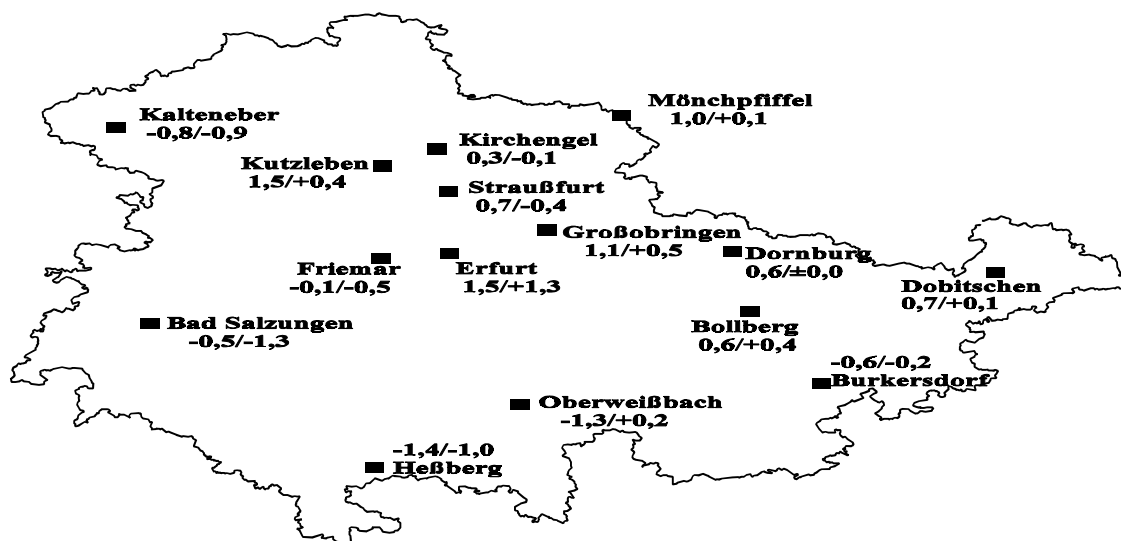 Mönchpfiffel
1,0/+0,1
Kalteneber
-0,8/-0,9
Kirchengel
0,3/-0,1
Kutzleben
1,5/+0,4
Straußfurt
0,7/-0,4
Großobringen
1,1/+0,5
Dornburg
0,6/±0,0
Friemar
-0,1/-0,5
Erfurt
1,5/+1,3
Dobitschen
0,7/+0,1
Bad Salzungen
-0,5/-1,3
Bollberg
0,6/+0,4
-0,6/-0,2
Burkersdorf
Oberweißbach
-1,3/+0,2
-1,4/-1,0
Heßberg